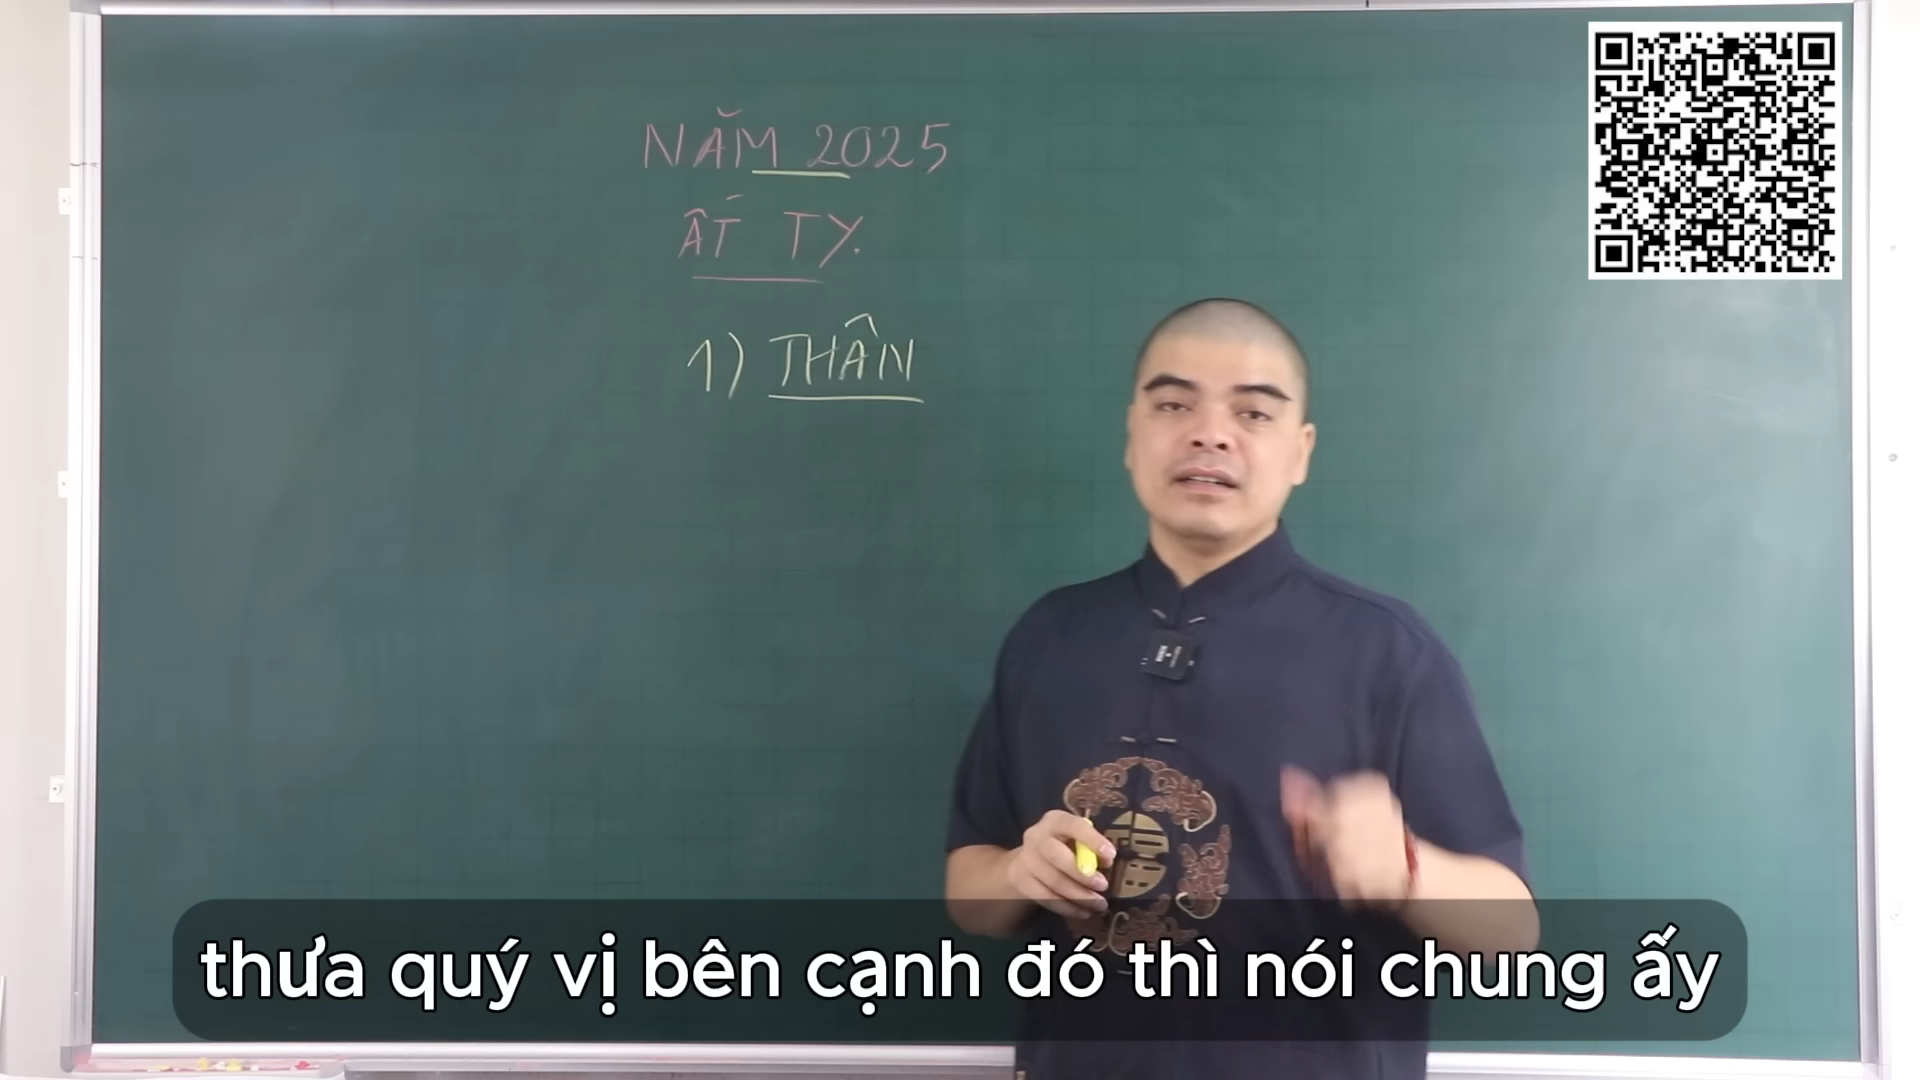 NĂM 2025
ẤT TỴ.
1) THÂN
thưa quý vị bên cạnh đó thì nói chung ấy